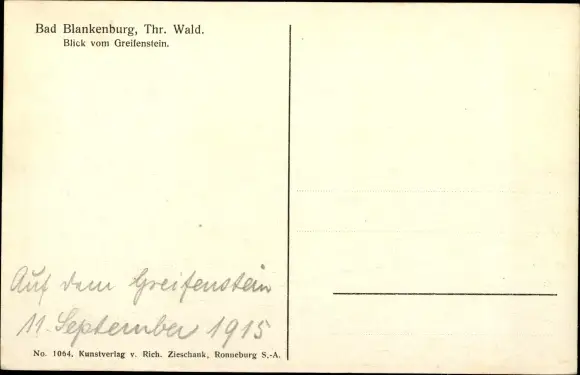 Bad Blankenburg, Thr. Wald.
Blick vom Greifenstein.
Auf dem Greifenstein
11. September 1915
No. 1064, Kunstverlag v. Rich. Zieschank, Ronneburg S.-A.